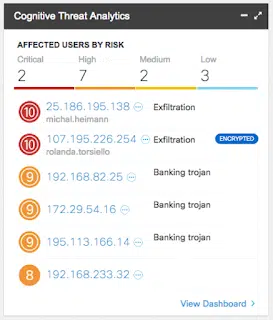 Cognitive Threat Analytics
AFFECTED USERS BY RISK
Critical High Medium Low
2 7 2 3
10 25.186.195.138 Exfiltration
michal.heimann
10 107.195.226.254 Exfiltration ENCRYPTED
rolanda.torsiello
9 192.168.82.25 Banking trojan
9 172.29.54.16 Banking trojan
9 195.113.166.14 Banking trojan
8 192.168.233.32
View Dashboard >